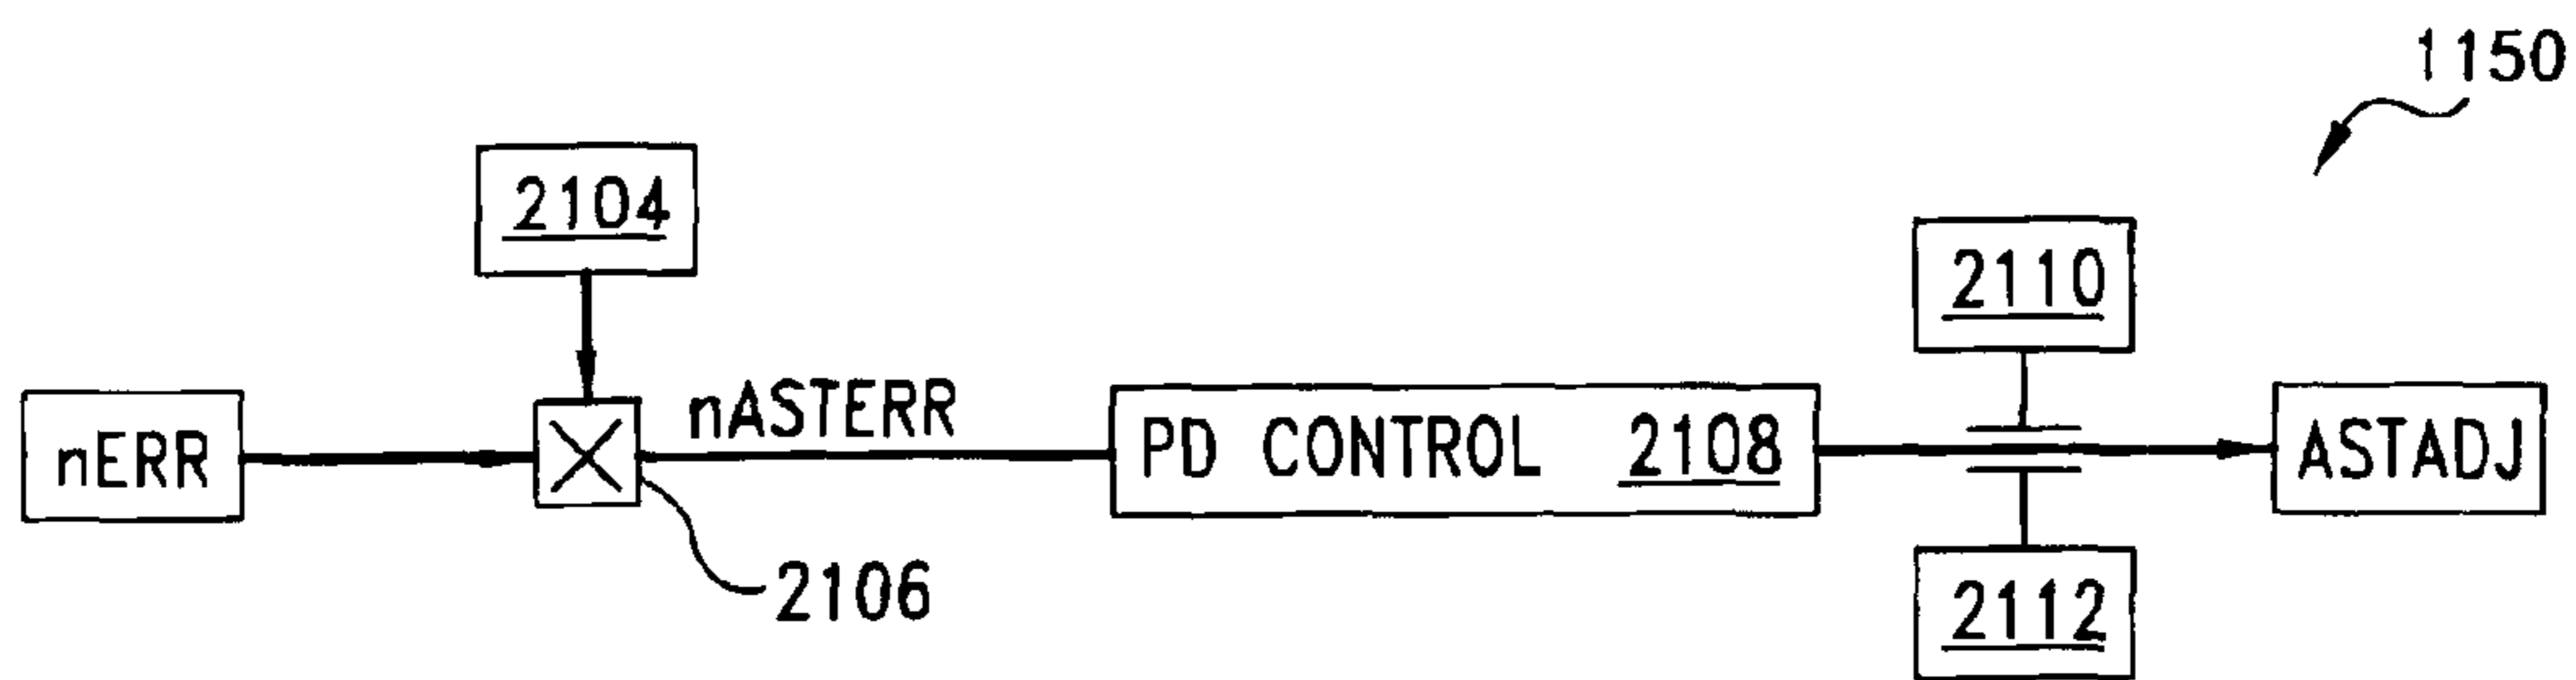 1150
2104
2110
nERR
nASTERR
PD CONTROL 2108
ASTADJ
2106
2112